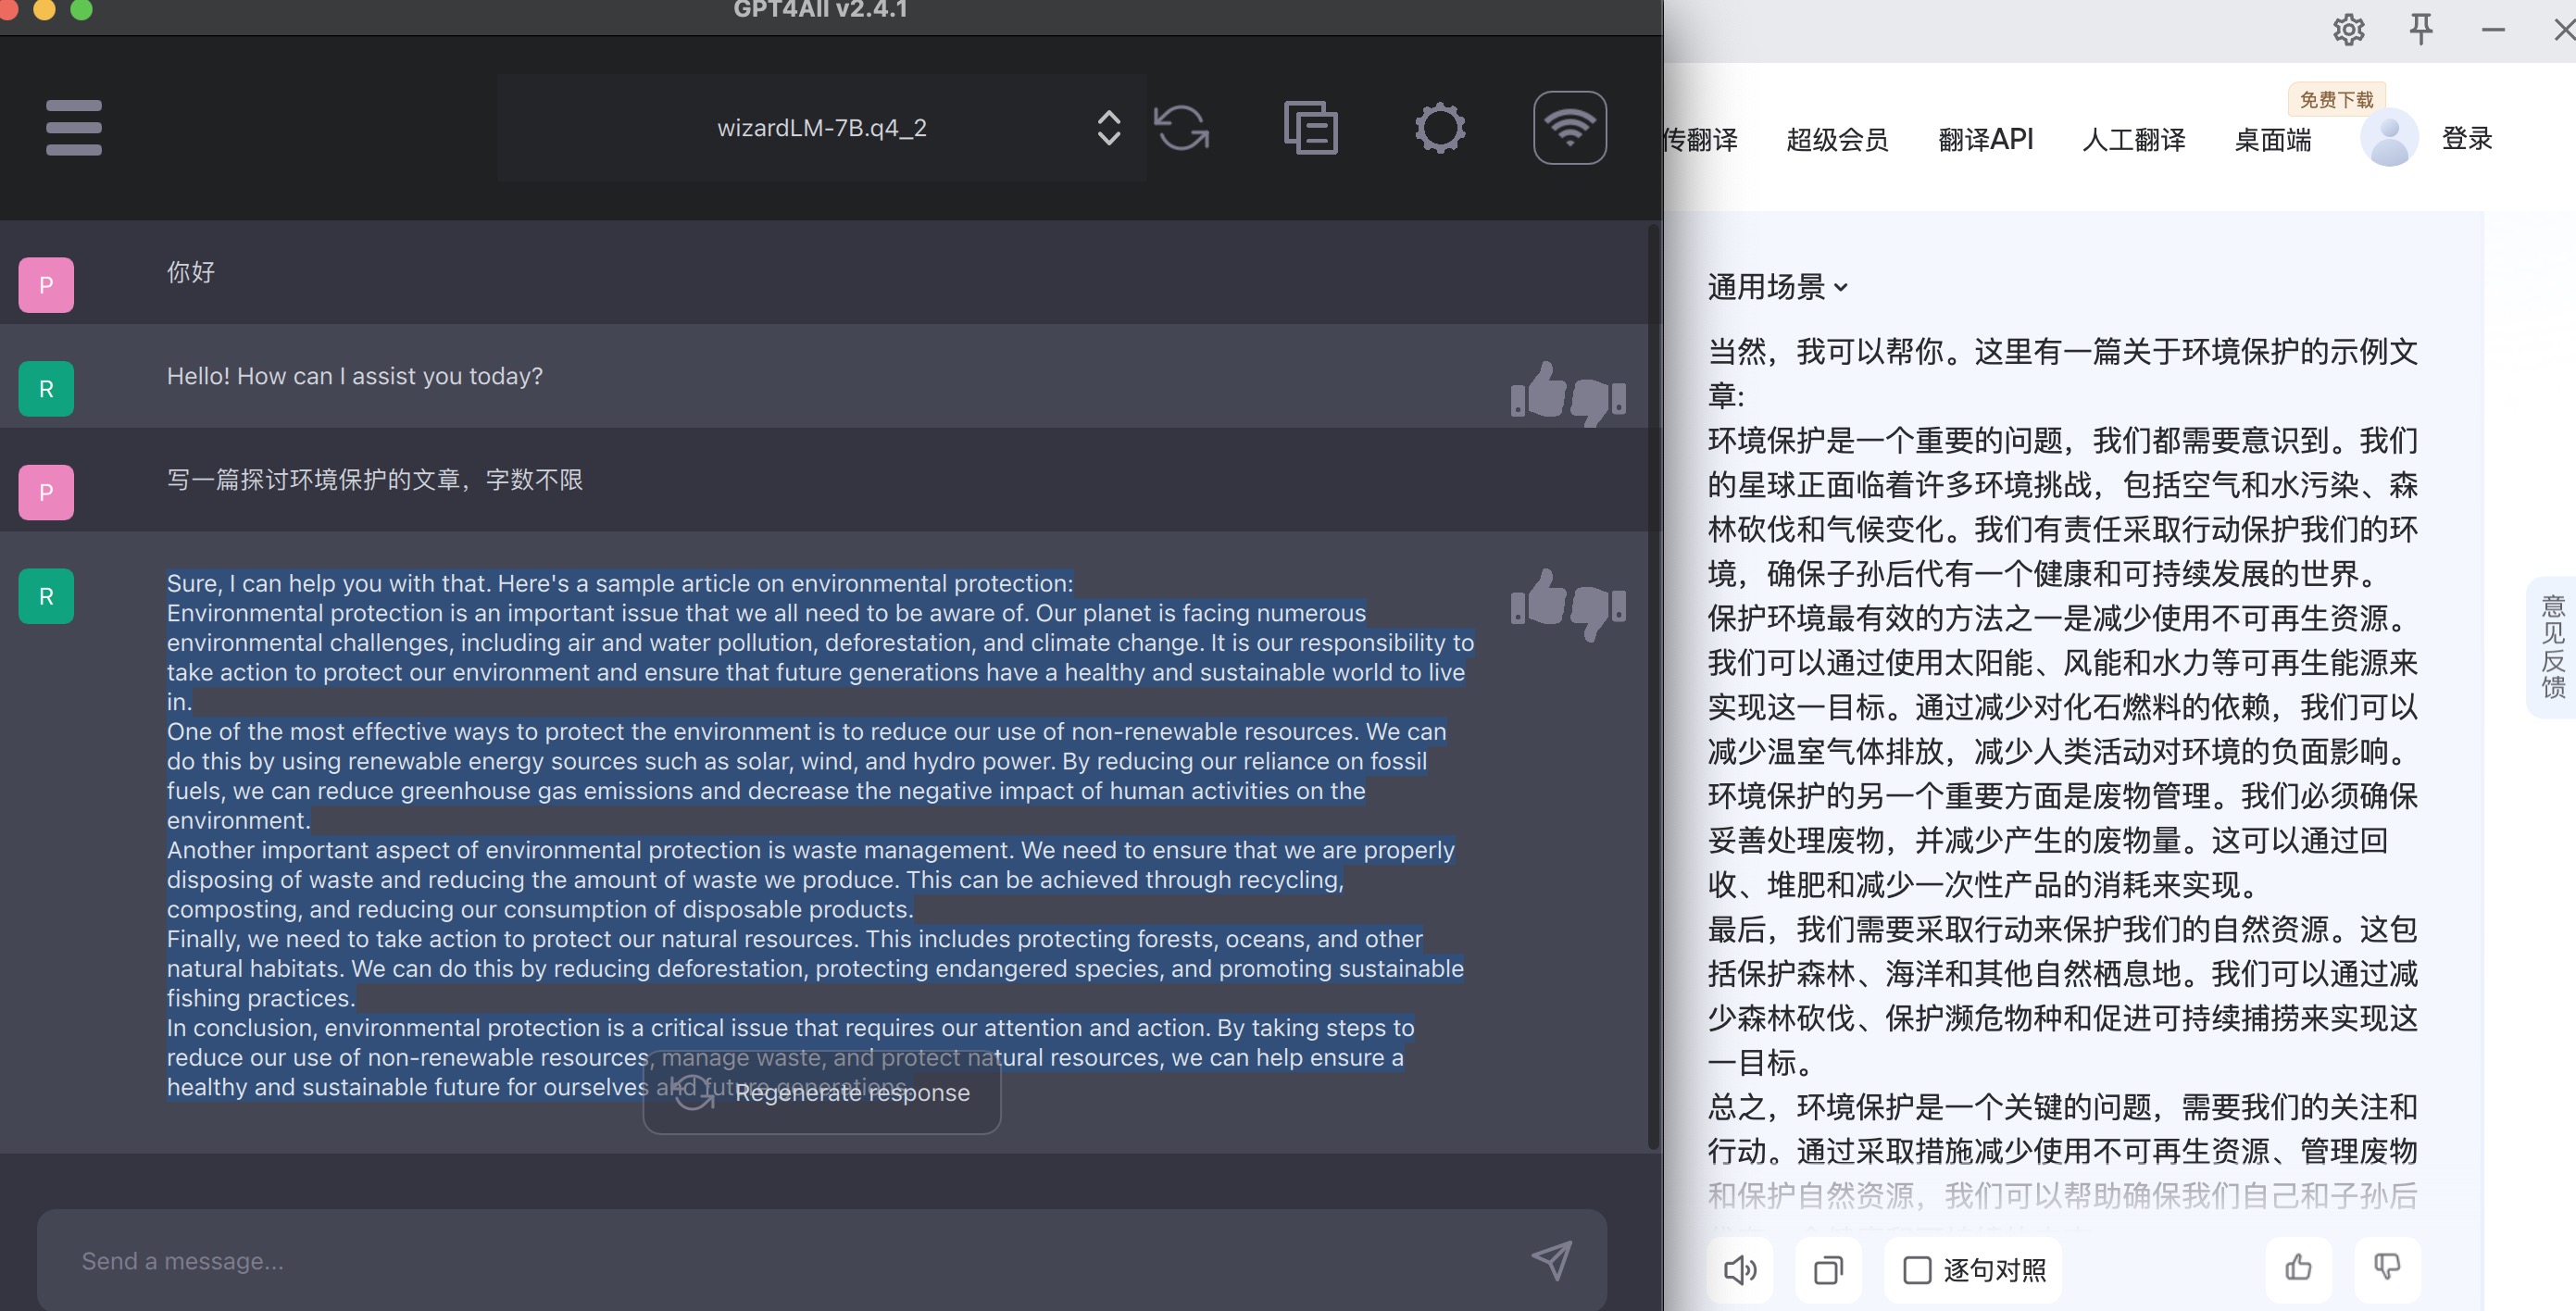 GPT4All v2.4.1
wizardLM-7B.q4_2
P
你好
R
Hello! How can I assist you today?
P
写一篇探讨环境保护的文章，字数不限
R
Sure, I can help you with that. Here's a sample article on environmental protection:
Environmental protection is an important issue that we all need to be aware of. Our planet is facing numerous
environmental challenges, including air and water pollution, deforestation, and climate change. It is our responsibility to
take action to protect our environment and ensure that future generations have a healthy and sustainable world to live
in.
One of the most effective ways to protect the environment is to reduce our use of non-renewable resources. We can
do this by using renewable energy sources such as solar, wind, and hydro power. By reducing our reliance on fossil
fuels, we can reduce greenhouse gas emissions and decrease the negative impact of human activities on the
environment.
Another important aspect of environmental protection is waste management. We need to ensure that we are properly
disposing of waste and reducing the amount of waste we produce. This can be achieved through recycling,
composting, and reducing our consumption of disposable products.
Finally, we need to take action to protect our natural resources. This includes protecting forests, oceans, and other
natural habitats. We can do this by reducing deforestation, protecting endangered species, and promoting sustainable
fishing practices.
In conclusion, environmental protection is a critical issue that requires our attention and action. By taking steps to
reduce our use of non-renewable resources, manage waste, and protect natural resources, we can help ensure a
healthy and sustainable future for ourselves and future generations.
Regenerate response
Send a message...
免费下载
传翻译 超级会员 翻译API 人工翻译 桌面端 登录
通用场景
当然，我可以帮你。这里有一篇关于环境保护的示例文
章:
环境保护是一个重要的问题，我们都需要意识到。我们
的星球正面临着许多环境挑战，包括空气和水污染、森
林砍伐和气候变化。我们有责任采取行动保护我们的环
境，确保子孙后代有一个健康和可持续发展的世界。
保护环境最有效的方法之一是减少使用不可再生资源。
我们可以通过使用太阳能、风能和水力等可再生能源来
实现这一目标。通过减少对化石燃料的依赖，我们可以
减少温室气体排放，减少人类活动对环境的负面影响。
环境保护的另一个重要方面是废物管理。我们必须确保
妥善处理废物，并减少产生的废物量。这可以通过回
收、堆肥和减少一次性产品的消耗来实现。
最后，我们需要采取行动来保护我们的自然资源。这包
括保护森林、海洋和其他自然栖息地。我们可以通过减
少森林砍伐、保护濒危物种和促进可持续捕捞来实现这
一目标。
总之，环境保护是一个关键的问题，需要我们的关注和
行动。通过采取措施减少使用不可再生资源、管理废物
和保护自然资源，我们可以帮助确保我们自己和子孙后
逐句对照
意见反馈